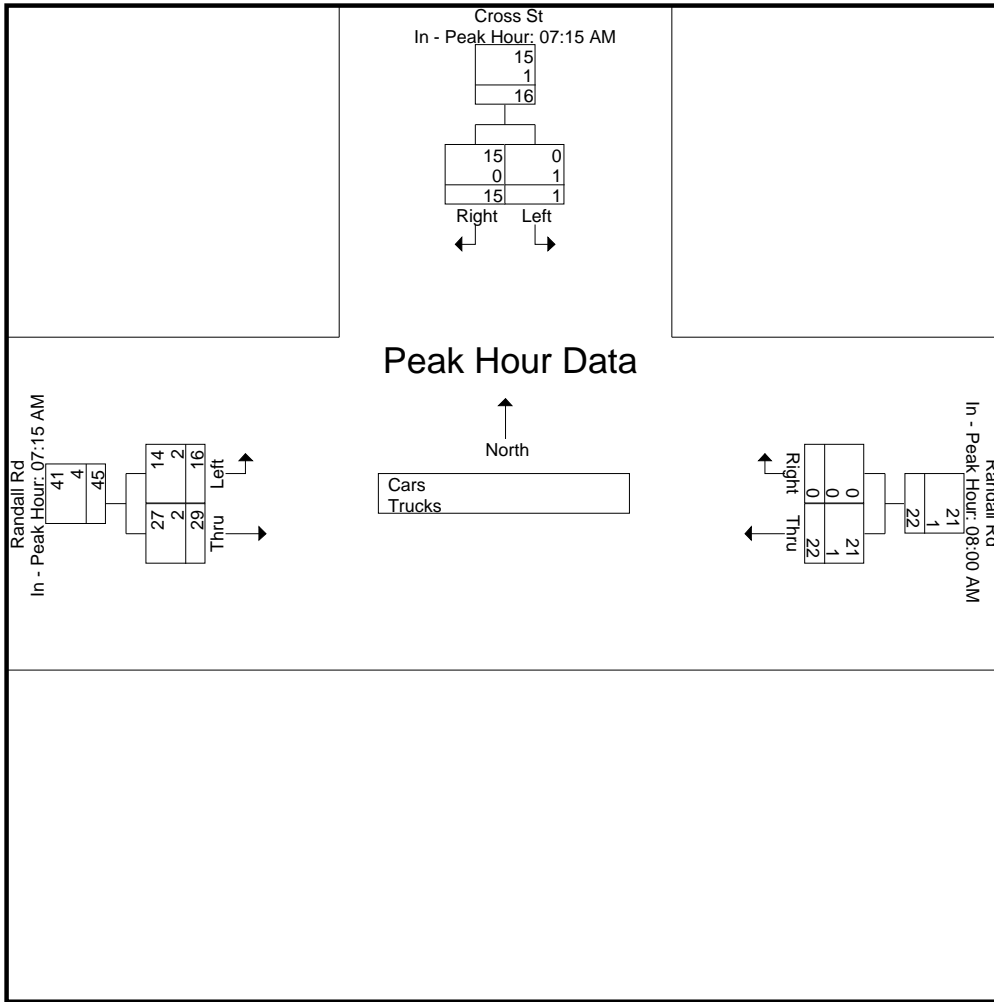 Cross St
In - Peak Hour: 07:15 AM
15
1
16
15 0
0 1
15 1
Right Left
Peak Hour Data
North
Cars
Trucks
Randall Rd
In - Peak Hour: 07:15 AM
41
4
45
14 2 16
Left
27 2 29
Thru
Right
0 0 0
Thru
21
1
22
21
1
22
In - Peak Hour: 08:00 AM
Randall Rd